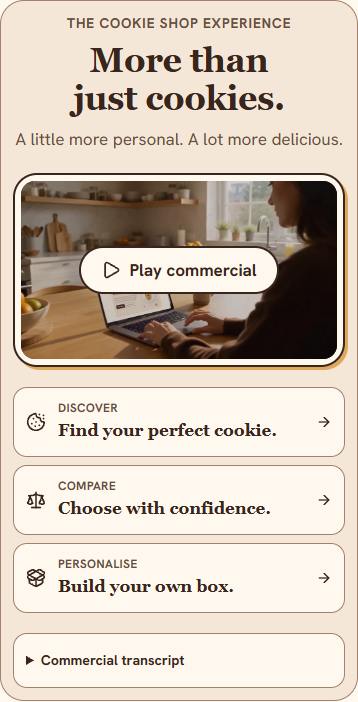 THE COOKIE SHOP EXPERIENCE
More than
just cookies.
A little more personal. A lot more delicious.
Play commercial
DISCOVER
Find your perfect cookie.
COMPARE
Choose with confidence.
PERSONALISE
Build your own box.
Commercial transcript